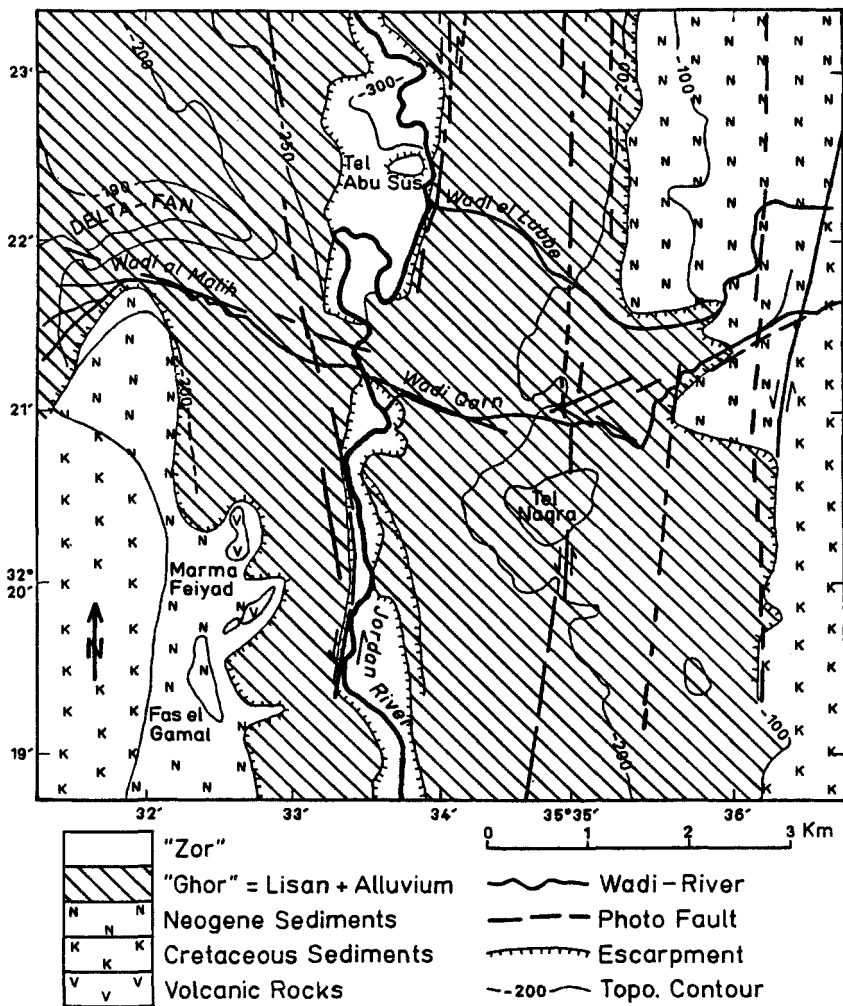 23'
22'
21'
32°
20'
19'
-200
-190
DELTA-FAN
-250
-300
Tel
Abu Sus
-200
-100
Wadi el Lubbe
Wadi al Malih
-200
Wadi Qarn
Tel
Naqra
Marma
Feiyad
N
Fas el
Gamal
Jordan River
-200
-100
32'
33'
34'
35°35'
36'
0 1 2 3 Km
"Zor"
"Ghor" = Lisan + Alluvium
Neogene Sediments
Cretaceous Sediments
Volcanic Rocks
Wadi-River
Photo Fault
Escarpment
-200 Topo. Contour